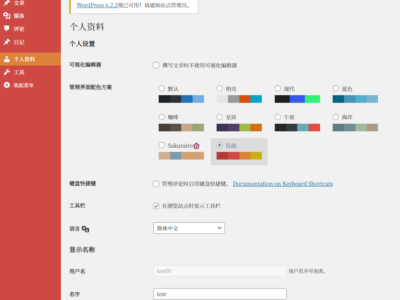 文章
媒体
评论
日记
个人资料
工具
收起菜单
WordPress 6.2.2现已可用！请通知站点管理员。
个人资料
个人设置
可视化编辑器
撰写文章时不使用可视化编辑器
管理界面配色方案
默认
明亮
现代
蓝色
咖啡
星蓝
午夜
海洋
Sakurairo
日出
键盘快捷键
管理评论时启用键盘快捷键。 Documentation on Keyboard Shortcuts
工具栏
在浏览站点时显示工具栏
语言
简体中文
显示名称
用户名
test01
用户名不可更改。
名字
test